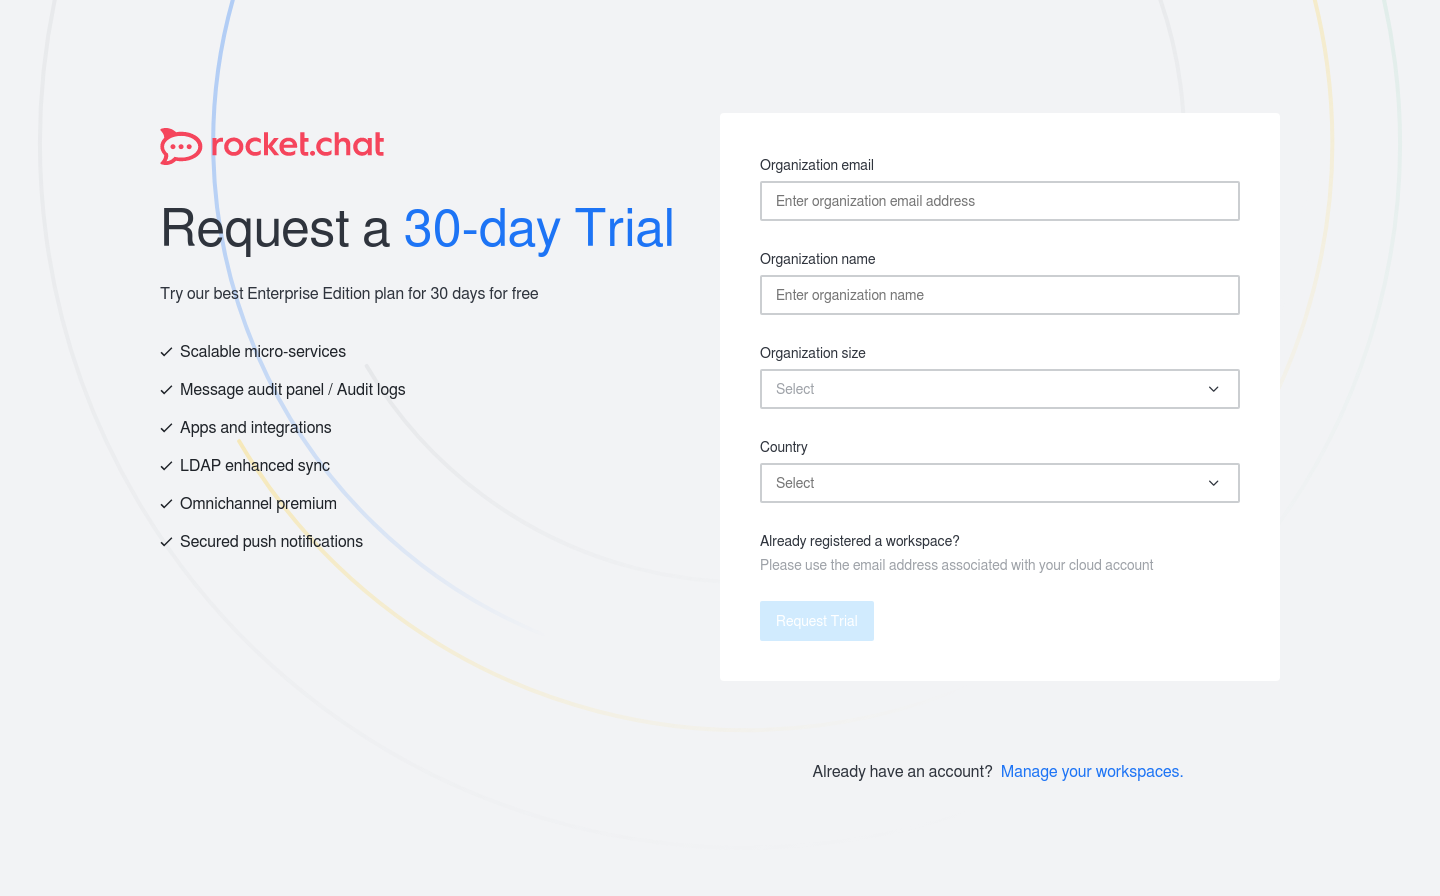 rocket.chat
Request a 30-day Trial
Try our best Enterprise Edition plan for 30 days for free
Scalable micro-services
Message audit panel / Audit logs
Apps and integrations
LDAP enhanced sync
Omnichannel premium
Secured push notifications
Organization email
Enter organization email address
Organization name
Enter organization name
Organization size
Select
Country
Select
Already registered a workspace?
Please use the email address associated with your cloud account
Request Trial
Already have an account? Manage your workspaces.